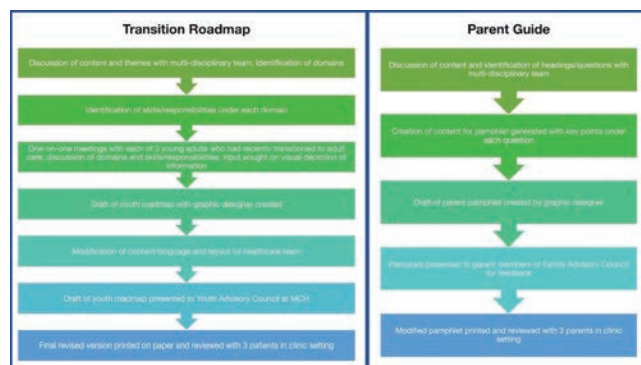 Transition Roadmap
Discussion of content and themes with multi-disciplinary team: Identification of domains
Identification of skills/responsibilities under each domain
One-on-one meetings with each of 3 young adults who had recently transitioned to adult
care, discussion of domains and skills/responsibilities; input sought on visual depiction of
information
Draft of youth roadmap with graphic designer created
Modification of content/language and layout by healthcare team
Draft of youth roadmap presented to Youth Advisory Council at MCH
Final revised version printed on paper and reviewed with 3 patients in clinic setting
Parent Guide
Discussion of content and identification of headings/questions with
multi-disciplinary team
Creation of content for pamphlet generated with key points under
each question
Draft of parent pamphlet created by graphic designer
Pamphlet presented to parent members of Family Advisory Council
for feedback
Modified pamphlet printed and reviewed with 3 parents in clinic
setting